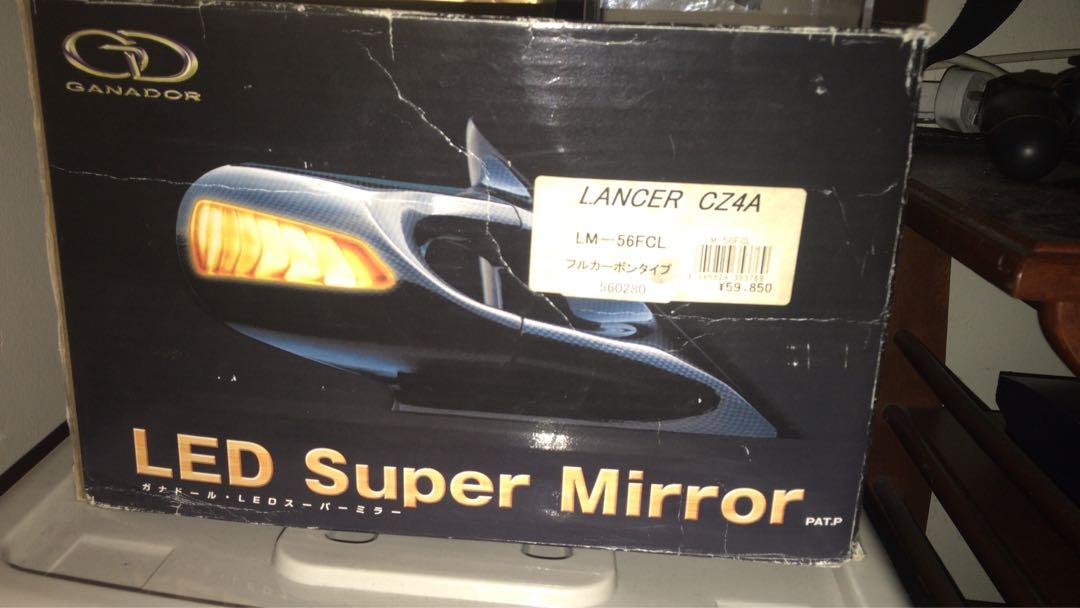 GANADOR
LANCER CZ4A
LM-56FCL
フルカーボンタイプ
560280
¥59.850
LED Super Mirror
ガナドール・LEDスーパーミラー
PAT.P